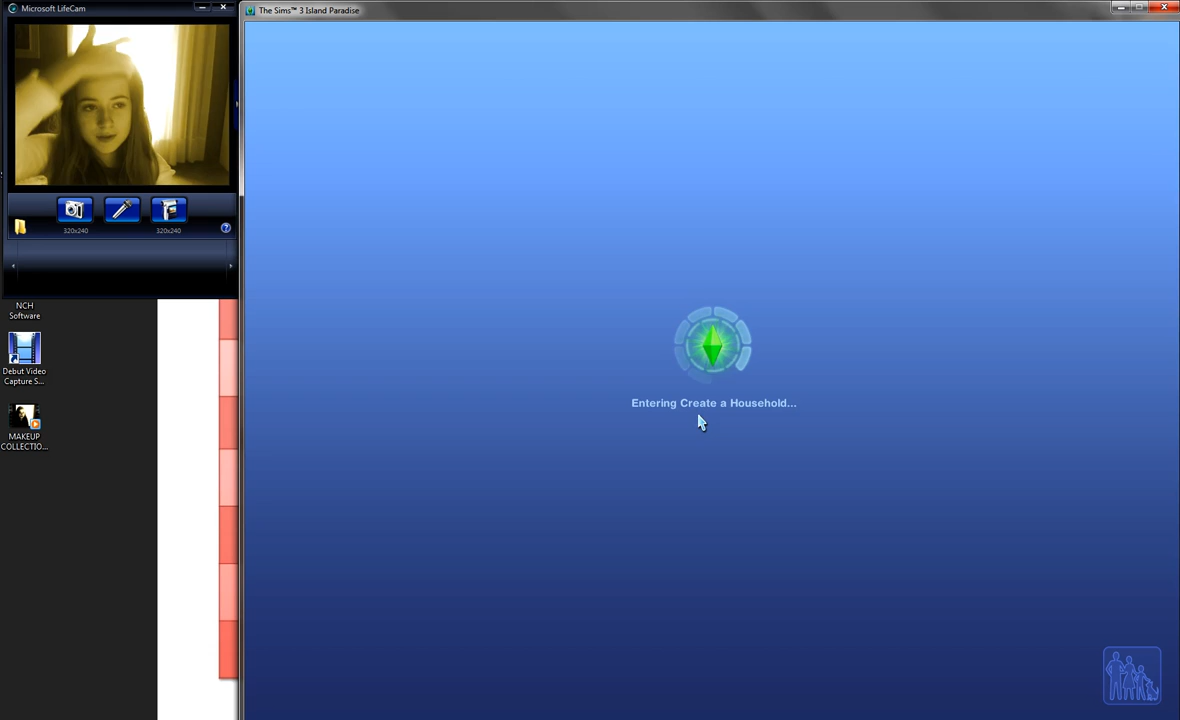 Microsoft LifeCam
The Sims™ 3 Island Paradise
320x240
320x240
NCH
Software
Debut Video
Capture S...
MAKEUP
COLLECTIO...
Entering Create a Household...